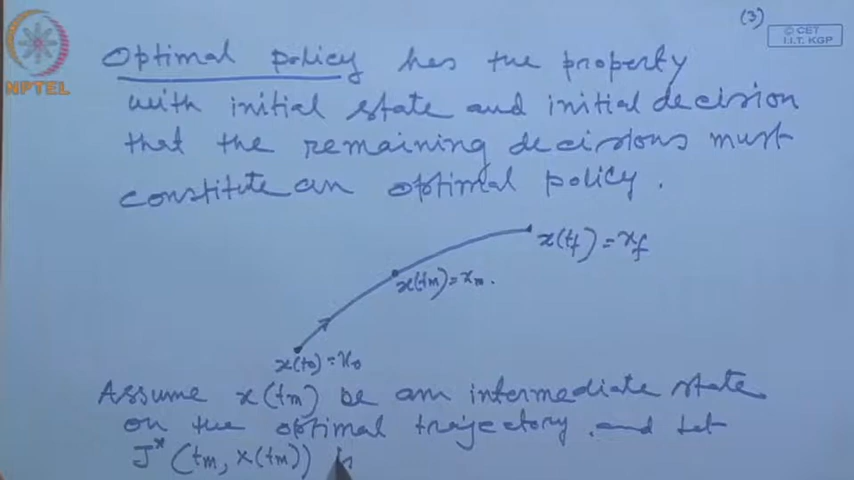 (3)
© CET
I.I.T. KGP
NPTEL
Optimal policy has the property
with initial state and initial decision
that the remaining decisions must
constitute an optimal policy.
x(tf) = xf
x(tm) = xm.
x(t0) = x0
Assume x(tm) be am intermediate state
on the optimal trajectory. and let
J*(tm, x(tm)) is